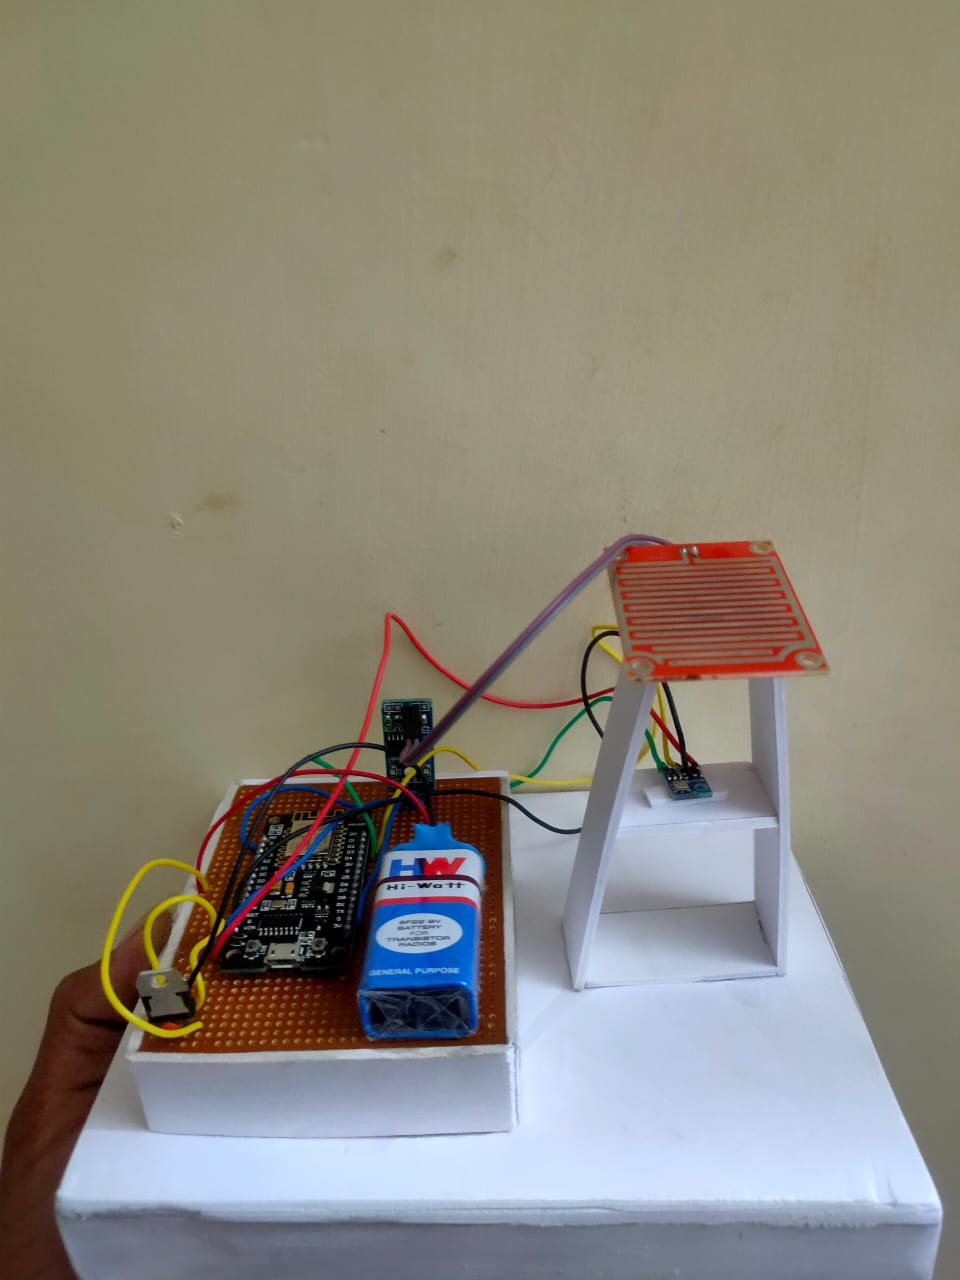 HW
Hi-Watt
6F22 9V
BATTERY
FOR
TRANSISTOR
RADIOS
GENERAL PURPOSE